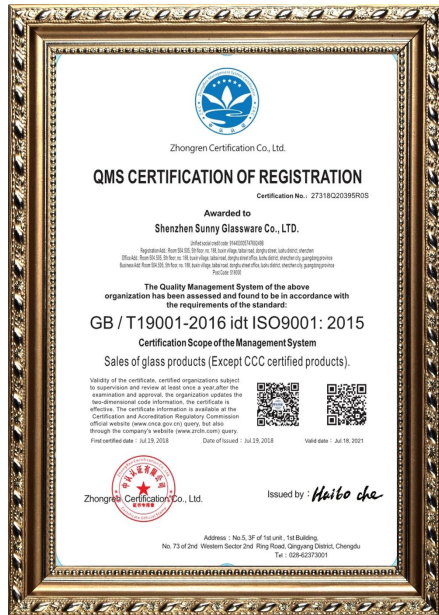 Zhongren Certification Co., Ltd.
QMS CERTIFICATION OF REGISTRATION
Certification No.: 27318Q20395R0S
Awarded to
Shenzhen Sunny Glassware Co., LTD.
The Quality Management System of the above
organization has been assessed and found to be in accordance with
the requirements of the standard:
GB / T19001-2016 idt ISO9001: 2015
Certification Scope of the Management System
Sales of glass products (Except CCC certified products).
Validity of the certificate, certified organizations subject
to supervision and review at least once a year,after the
examination and approval, the organization updates the
two-dimensional code information, the certificate is
effective. The certificate information is available at the
Certification and Accreditation Regulatory Commission
official website (www.cnca.gov.cn) query, but also
through the company's website (www.zrcln.com) query.
First certified date : Jul.19, 2018 Date of Issued : Jul.19, 2018 Valid date : Jul.18, 2021
Zhongren Certification Co., Ltd.
Issued by : Haibo che
Address : No.5, 3F of 1st unit , 1st Building,
No. 73 of 2nd Western Sector 2nd Ring Road, Qingyang District, Chengdu
Tel : 028-62373001